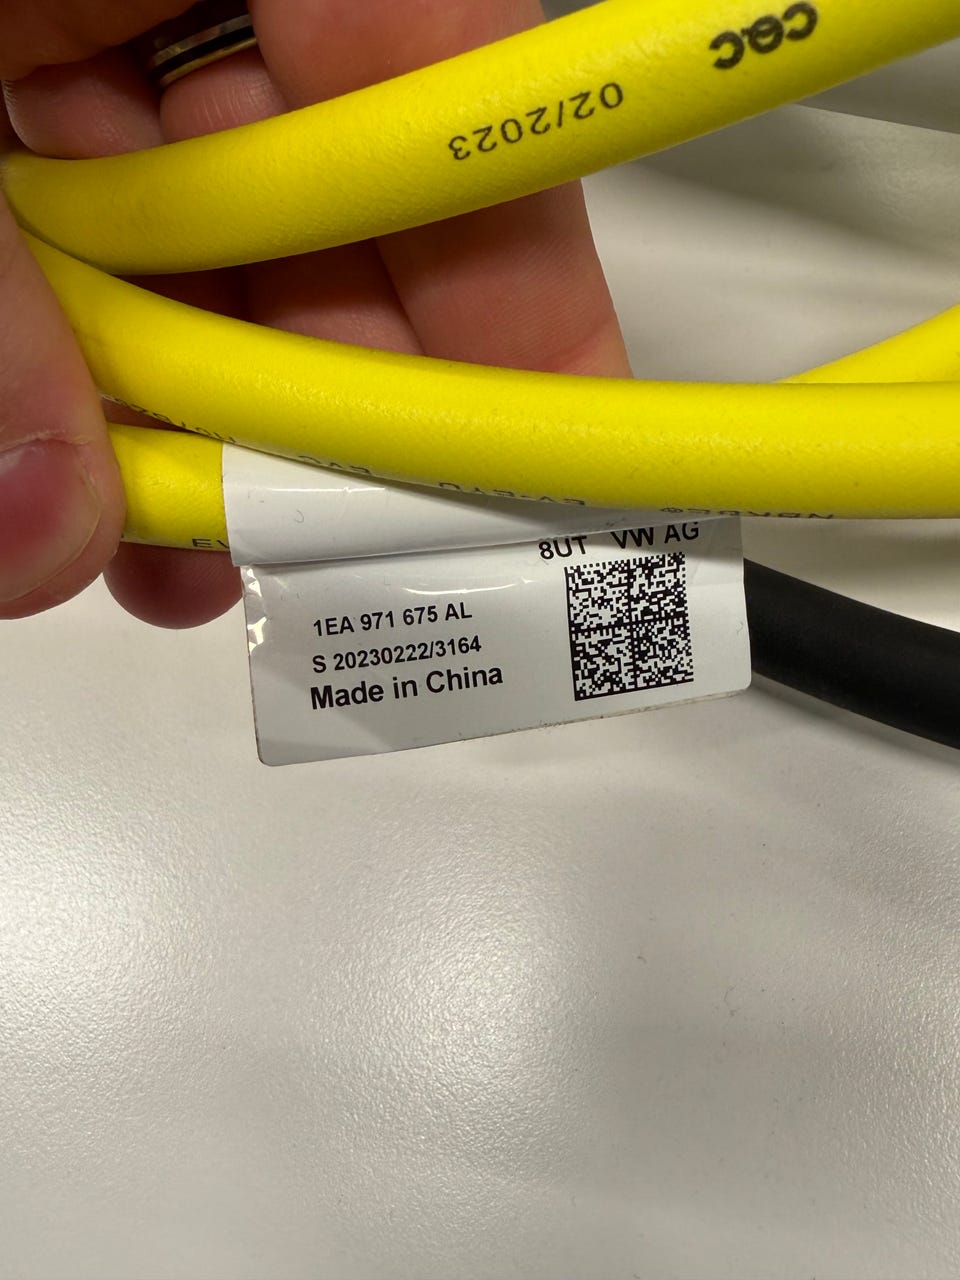 CQC
02/2023
8UT VW AG
1EA 971 675 AL
S 20230222/3164
Made in China